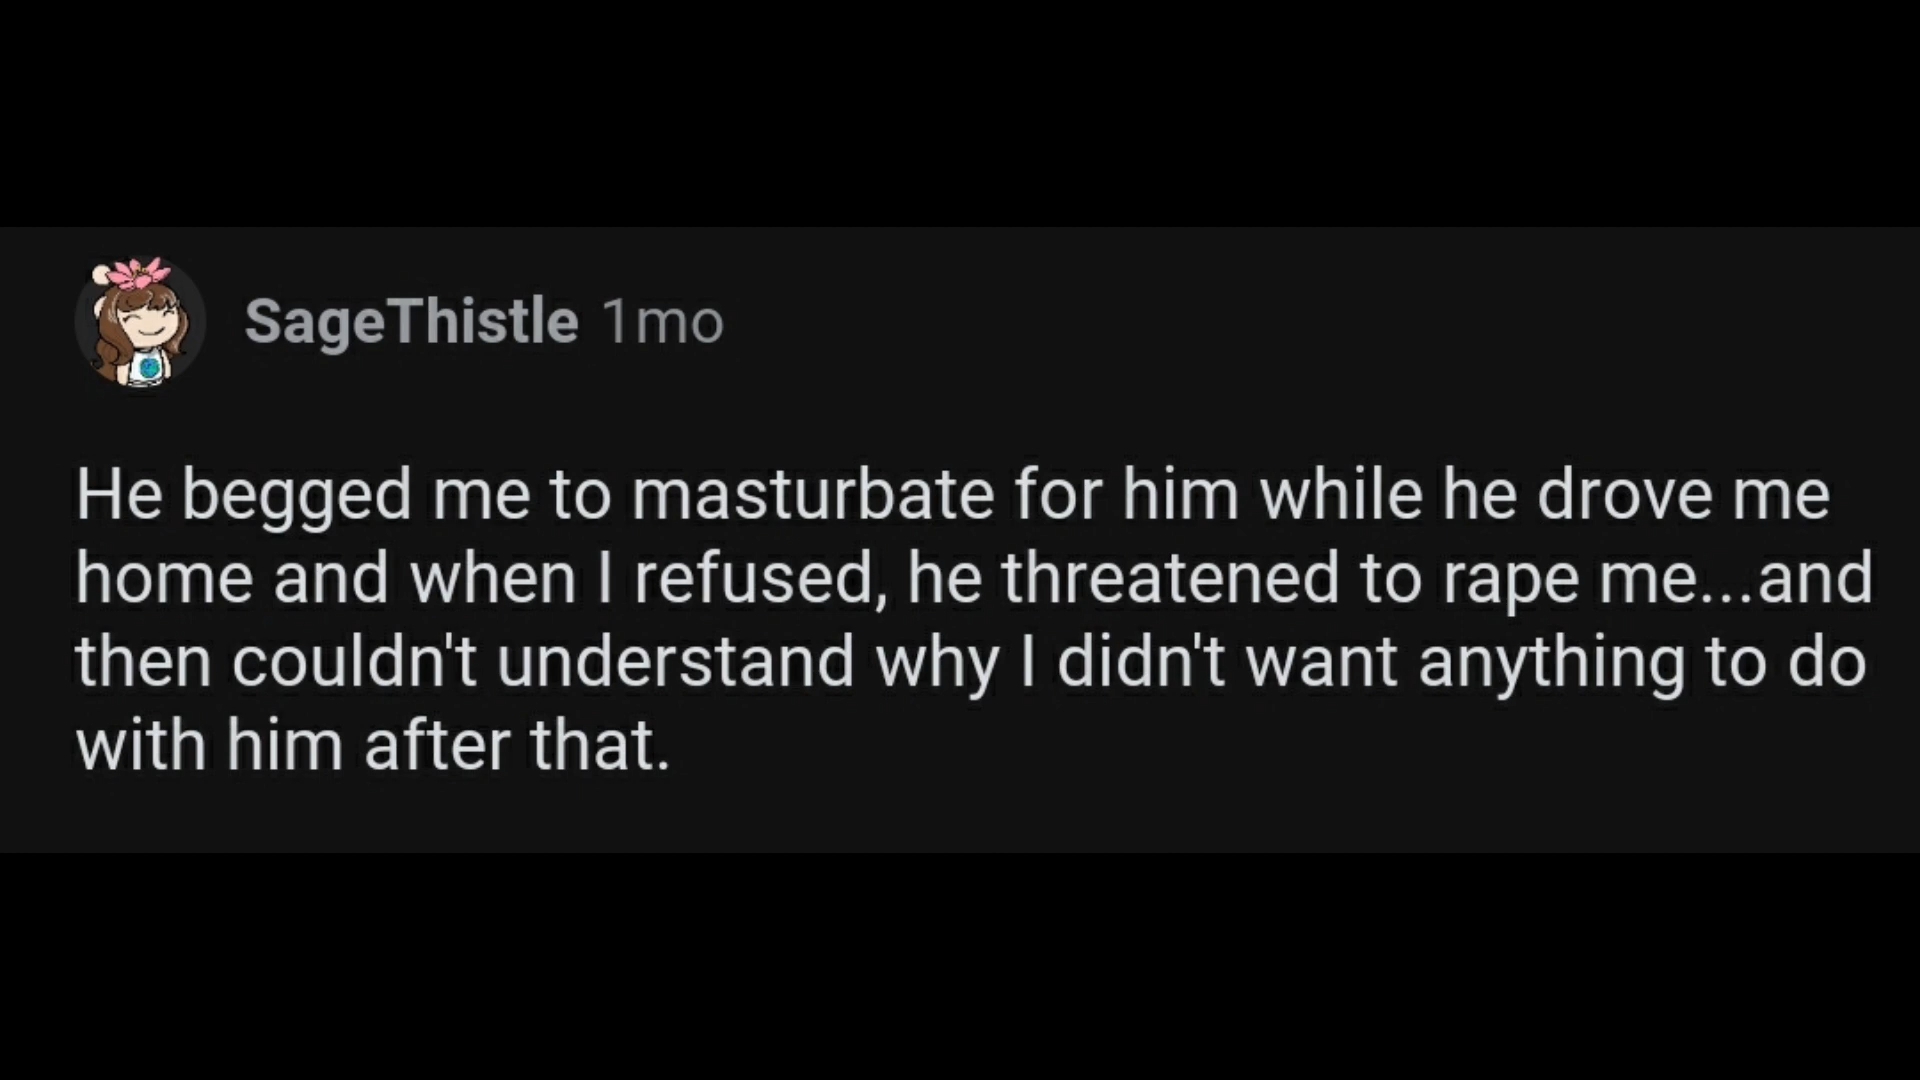 SageThistle 1mo
He begged me to masturbate for him while he drove me
home and when I refused, he threatened to rape me...and
then couldn't understand why I didn't want anything to do
with him after that.